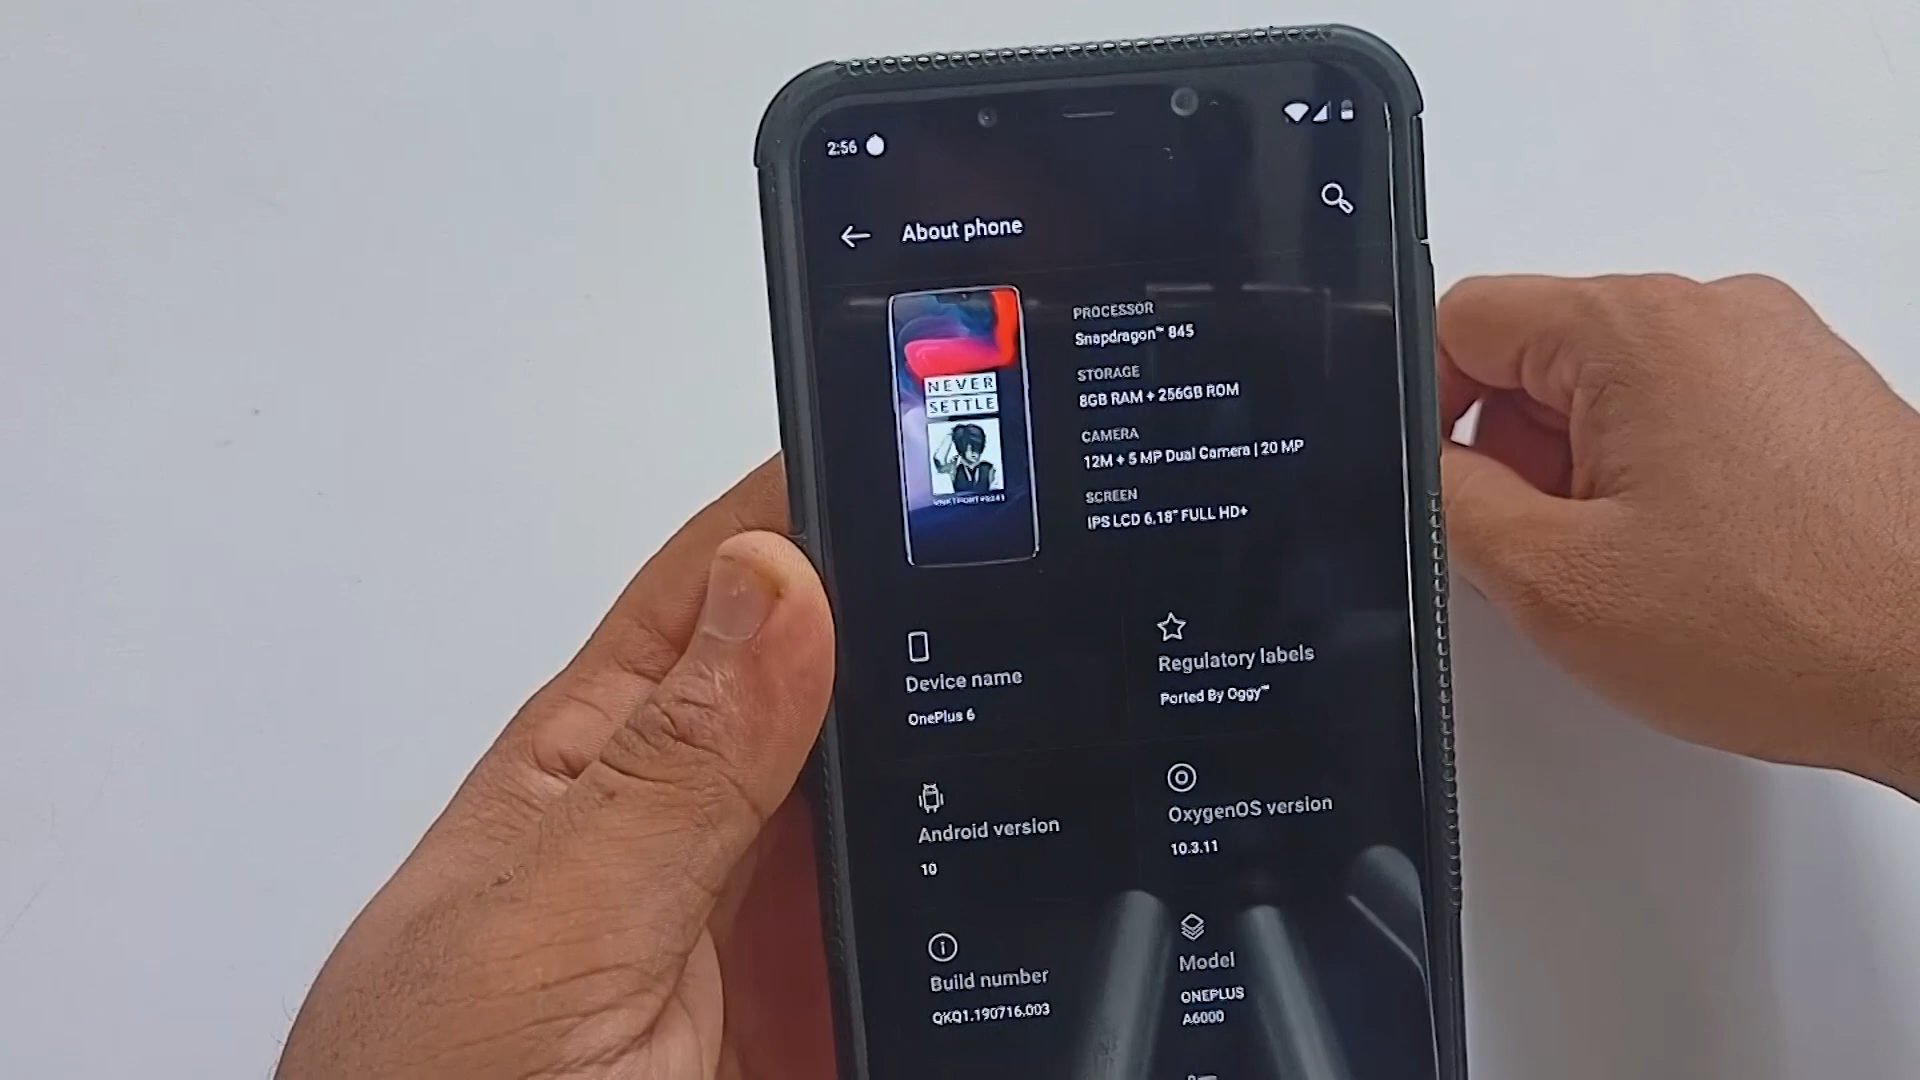 2:56
About phone
NEVER
SETTLE
PROCESSOR
Snapdragon™ 845
STORAGE
8GB RAM + 256GB ROM
CAMERA
12M + 5 MP Dual Camera | 20 MP
SCREEN
IPS LCD 6.18" FULL HD+
Device name
OnePlus 6
Regulatory labels
Ported By Oggy™
Android version
10
OxygenOS version
10.3.11
Build number
QKQ1.190716.003
Model
ONEPLUS
A6000